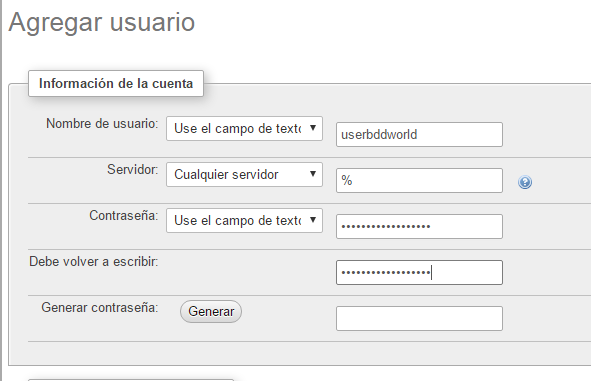 Agregar usuario
Información de la cuenta
Nombre de usuario: Use el campo de texto userbddworld
Servidor: Cualquier servidor %
Contraseña: Use el campo de texto ••••••••••••••••••
Debe volver a escribir: ••••••••••••••••••
Generar contraseña: Generar